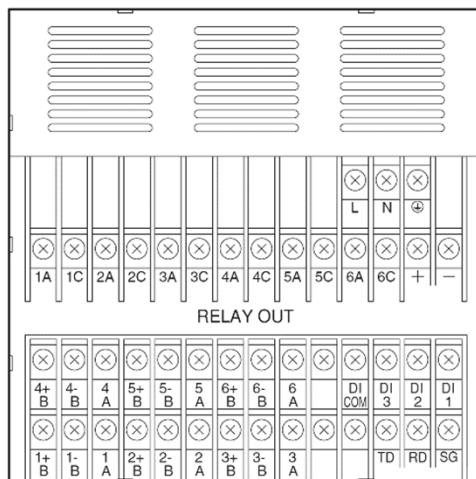 L N ⏚
1A 1C 2A 2C 3A 3C 4A 4C 5A 5C 6A 6C + −
RELAY OUT
4+ 4- 4 5+ 5- 5 6+ 6- 6 DI DI DI DI
B B A B B A B B A COM 3 2 1
1+ 1- 1 2+ 2- 2 3+ 3- 3 TD RD SG
B B A B B A B B A